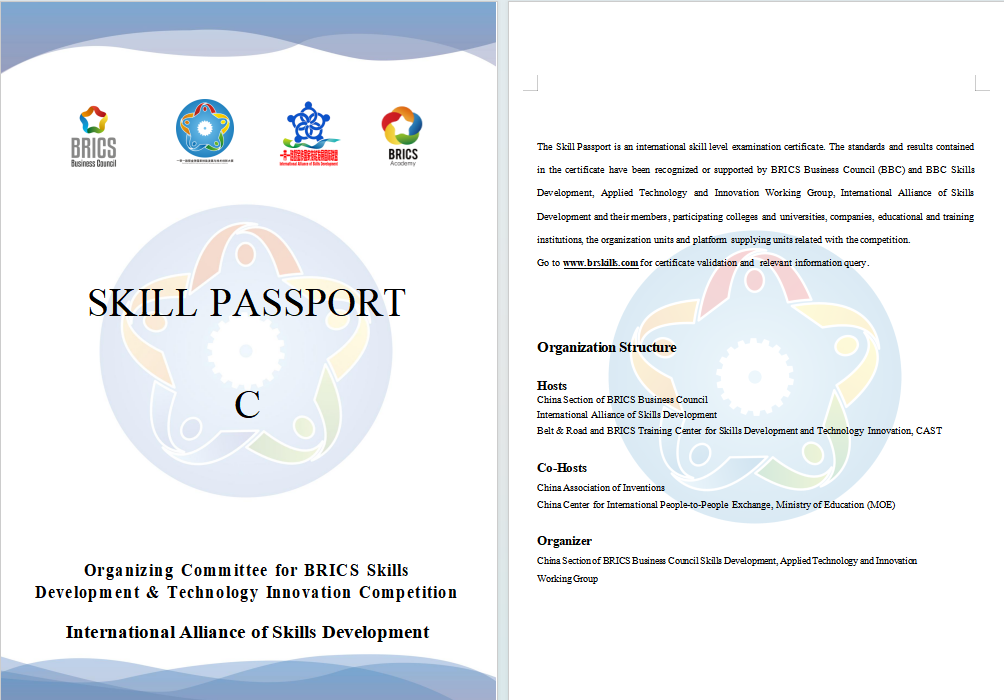 BRICS
Business Council
International Alliance of Skills Development
BRICS
Academy
SKILL PASSPORT
C
Organizing Committee for BRICS Skills
Development & Technology Innovation Competition
International Alliance of Skills Development
The Skill Passport is an international skill level examination certificate. The standards and results contained
in the certificate have been recognized or supported by BRICS Business Council (BBC) and BBC Skills
Development, Applied Technology and Innovation Working Group, International Alliance of Skills
Development and their members, participating colleges and universities, companies, educational and training
institutions, the organization units and platform supplying units related with the competition.
Go to www.brskills.com for certificate validation and relevant information query.
Organization Structure
Hosts
China Section of BRICS Business Council
International Alliance of Skills Development
Belt & Road and BRICS Training Center for Skills Development and Technology Innovation, CAST
Co-Hosts
China Association of Inventions
China Center for International People-to-People Exchange, Ministry of Education (MOE)
Organizer
China Section of BRICS Business Council Skills Development, Applied Technology and Innovation
Working Group